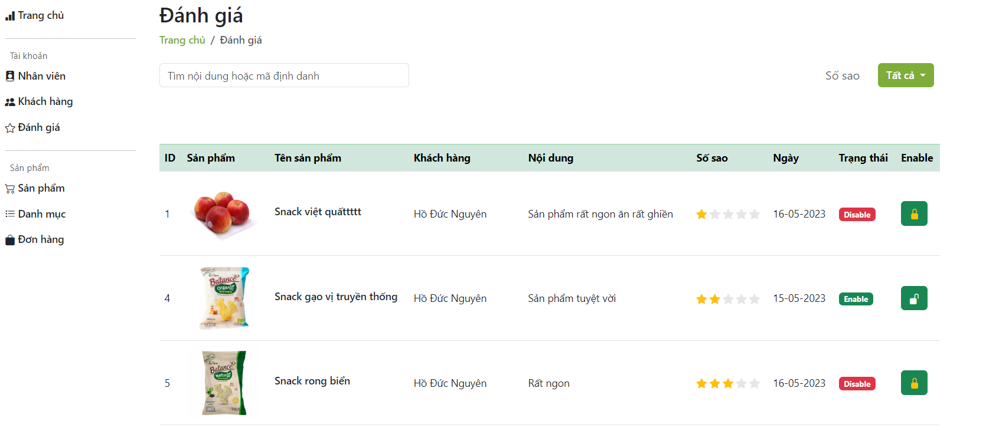 Trang chủ
Tài khoản
Nhân viên
Khách hàng
Đánh giá
Sản phẩm
Sản phẩm
Danh mục
Đơn hàng
Đánh giá
Trang chủ / Đánh giá
Tìm nội dung hoặc mã định danh
Số sao Tất cả
ID Sản phẩm Tên sản phẩm Khách hàng Nội dung Số sao Ngày Trạng thái Enable
1 Snack việt quấttttt Hồ Đức Nguyên Sản phẩm rất ngon ăn rất ghiền 16-05-2023 Disable
Balance
Organic
4 Snack gạo vị truyền thống Hồ Đức Nguyên Sản phẩm tuyệt vời 15-05-2023 Enable
Balance
Natural
5 Snack rong biển Hồ Đức Nguyên Rất ngon 16-05-2023 Disable